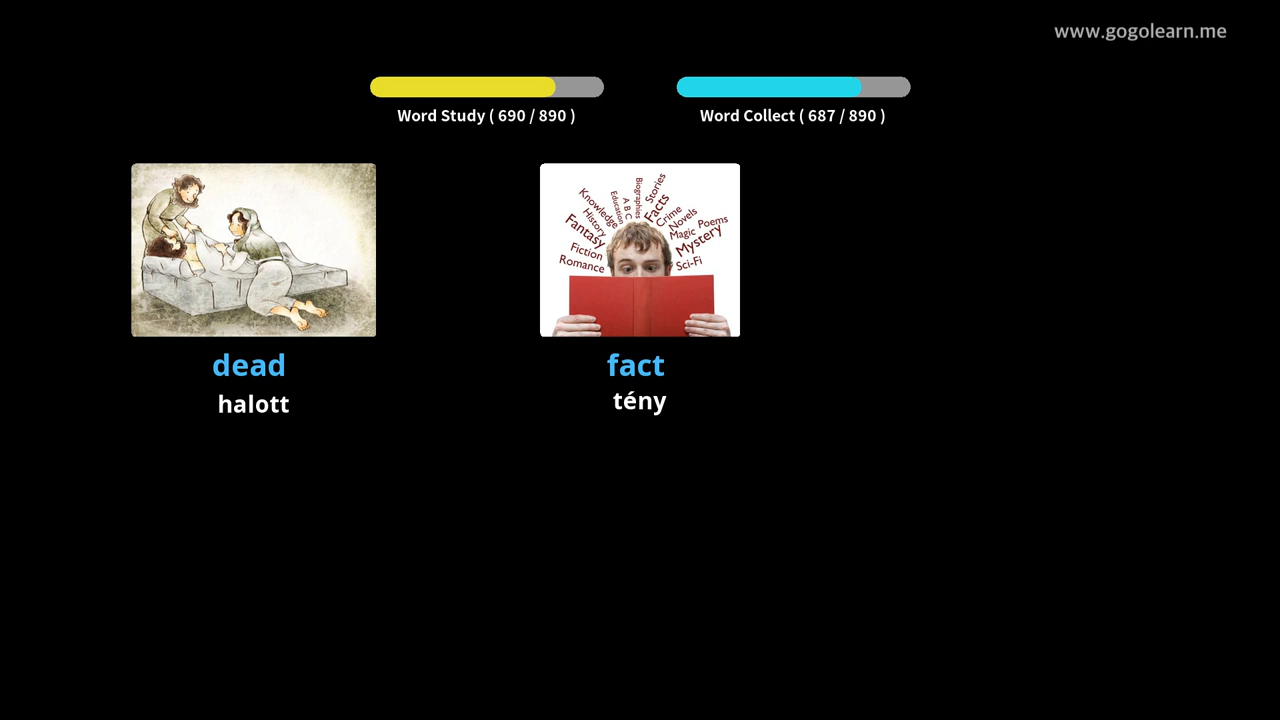 www.gogolearn.me
Word Study ( 690 / 890 )
Word Collect ( 687 / 890 )
Stories
Biographies
Facts
Education
A B C
Crime
Knowledge
Novels
History
Poems
Magic
Fantasy
Mystery
Fiction
Sci-Fi
Romance
dead
halott
fact
tény